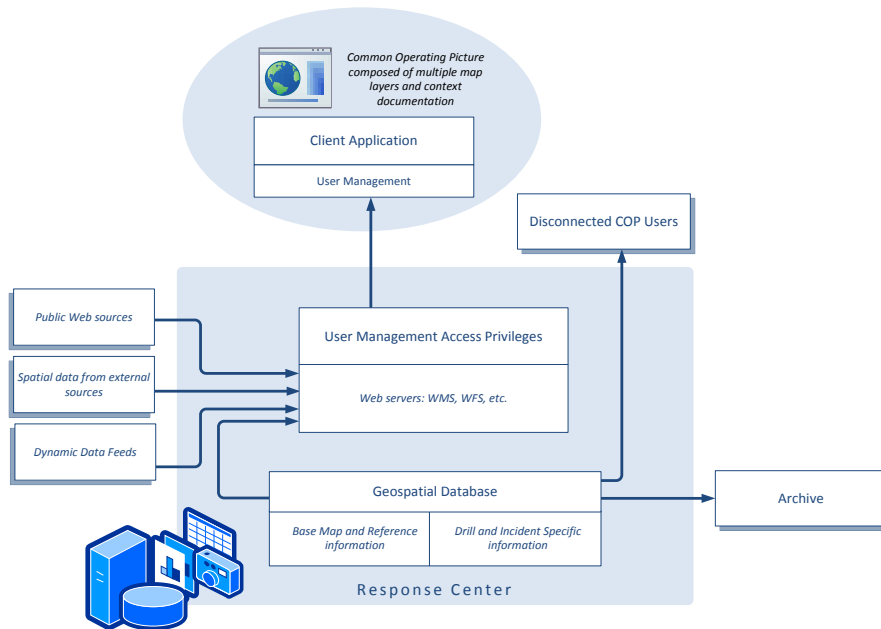 Common Operating Picture
composed of multiple map
layers and context
documentation
Client Application
User Management
Disconnected COP Users
Public Web sources
User Management Access Privileges
Spatial data from external
sources
Web servers: WMS, WFS, etc.
Dynamic Data Feeds
Geospatial Database
Archive
Base Map and Reference
information
Drill and Incident Specific
information
Response Center